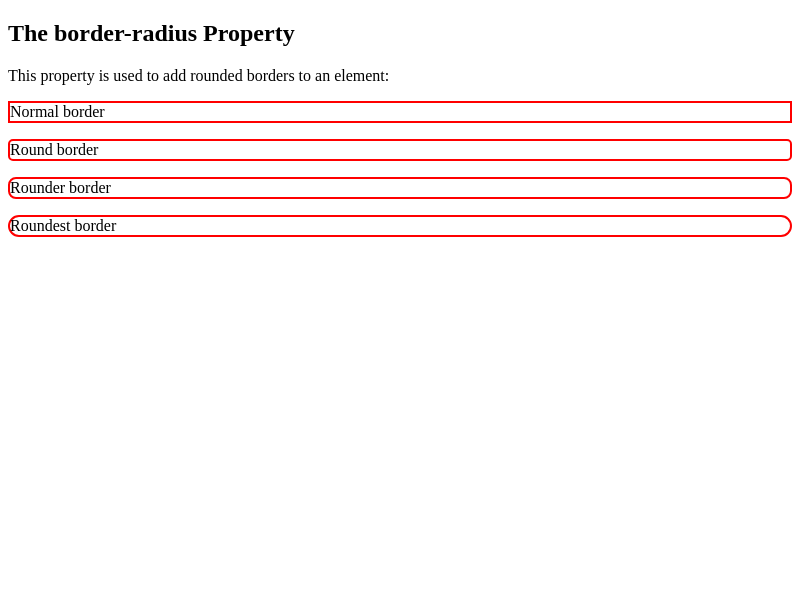 The border-radius Property
This property is used to add rounded borders to an element:
Normal border
Round border
Rounder border
Roundest border